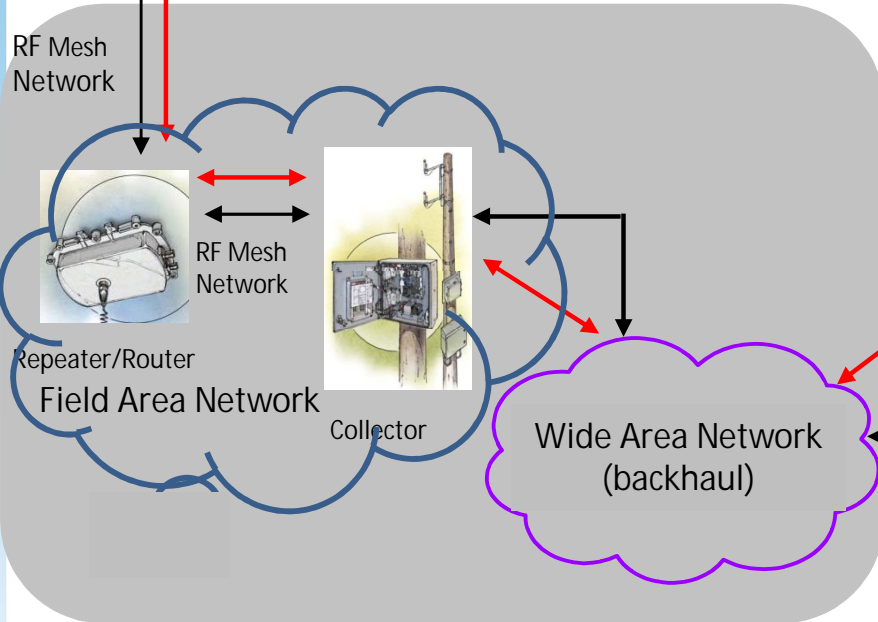 RF Mesh
Network
RF Mesh
Network
Repeater/Router
Field Area Network
Collector
Wide Area Network
(backhaul)